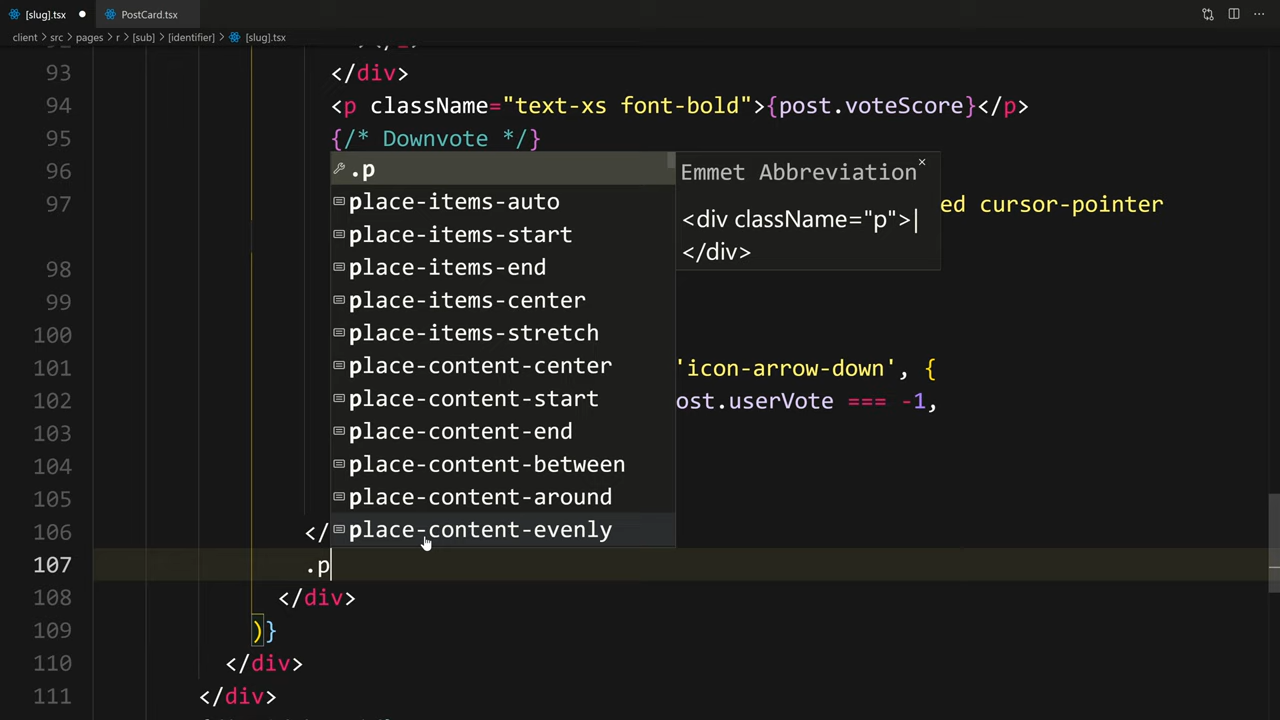 [slug].tsx PostCard.tsx
client > src > pages > r > [sub] > [identifier] > [slug].tsx
93 </div>
94 <p className="text-xs font-bold">{post.voteScore}</p>
95 {/* Downvote */}
96 .p Emmet Abbreviation
97 place-items-auto <div className="p">| ed cursor-pointer
place-items-start </div>
98 place-items-end
99 place-items-center
100 place-items-stretch
101 place-content-center 'icon-arrow-down', {
102 place-content-start ost.userVote === -1,
103 place-content-end
104 place-content-between
105 place-content-around
106 </ place-content-evenly
107 .p
108 </div>
109 )}
110 </div>
111 </div>